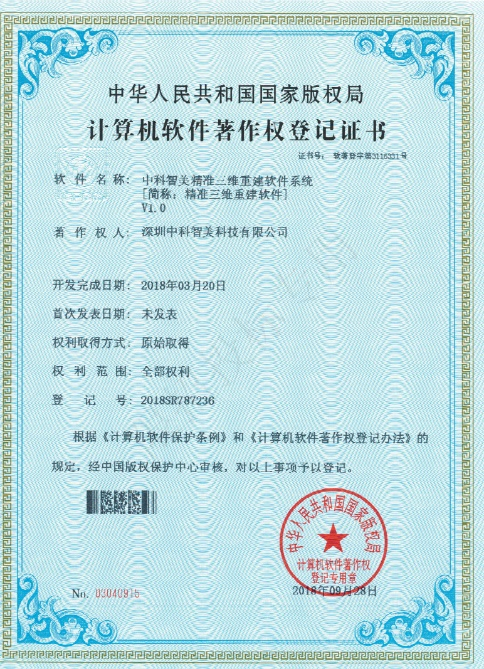 中华人民共和国国家版权局
计算机软件著作权登记证书
证书号： 软著登字第3116331号
软件名称： 中科智美精准三维重建软件系统
[简称：精准三维重建软件]
V1.0
著作权人： 深圳中科智美科技有限公司
开发完成日期： 2018年03月20日
首次发表日期： 未发表
权利取得方式： 原始取得
权利范围： 全部权利
登记号： 2018SR787236
根据《计算机软件保护条例》和《计算机软件著作权登记办法》的
规定，经中国版权保护中心审核，对以上事项予以登记。
中华人民共和国国家版权局
计算机软件著作权
登记专用章
No. 03040915
2018年09月28日